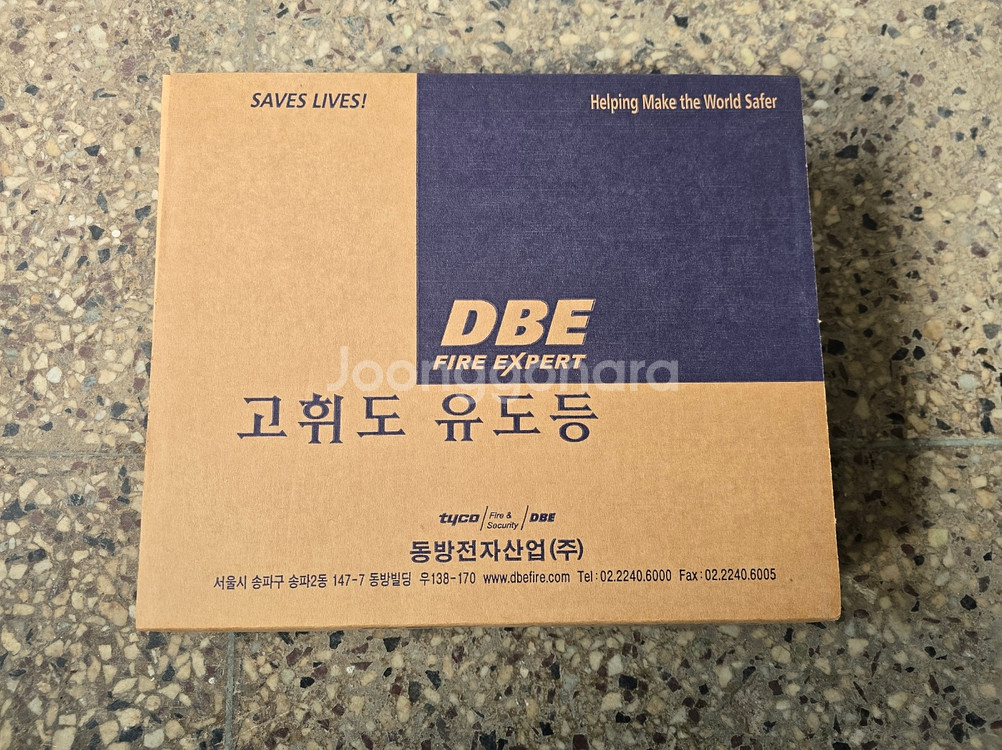 SAVES LIVES!
Helping Make the World Safer
DBE
FIRE EXPERT
Joonggonara
고휘도 유도등
tyco Fire & Security DBE
동방전자산업(주)
서울시 송파구 송파2동 147-7 동방빌딩 우138-170 www.dbefire.com Tel:02.2240.6000 Fax:02.2240.6005